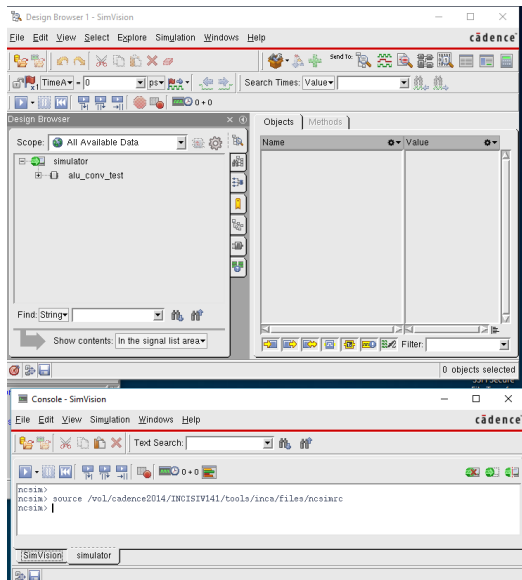 Design Browser 1 - SimVision
File Edit View Select Explore Simulation Windows Help
cādence
Send to:
TimeA = 0 ps
Search Times: Value
0 + 0
Design Browser
Objects Methods
Scope: All Available Data
Name Value
simulator
alu_conv_test
Find: String
Show contents: In the signal list area
Filter:
0 objects selected
Console - SimVision
File Edit View Simulation Windows Help
cādence
Text Search:
0 + 0
ncsim>
ncsim> source /vol/cadence2014/INCISIV141/tools/inca/files/ncsimrc
ncsim>
SimVision simulator